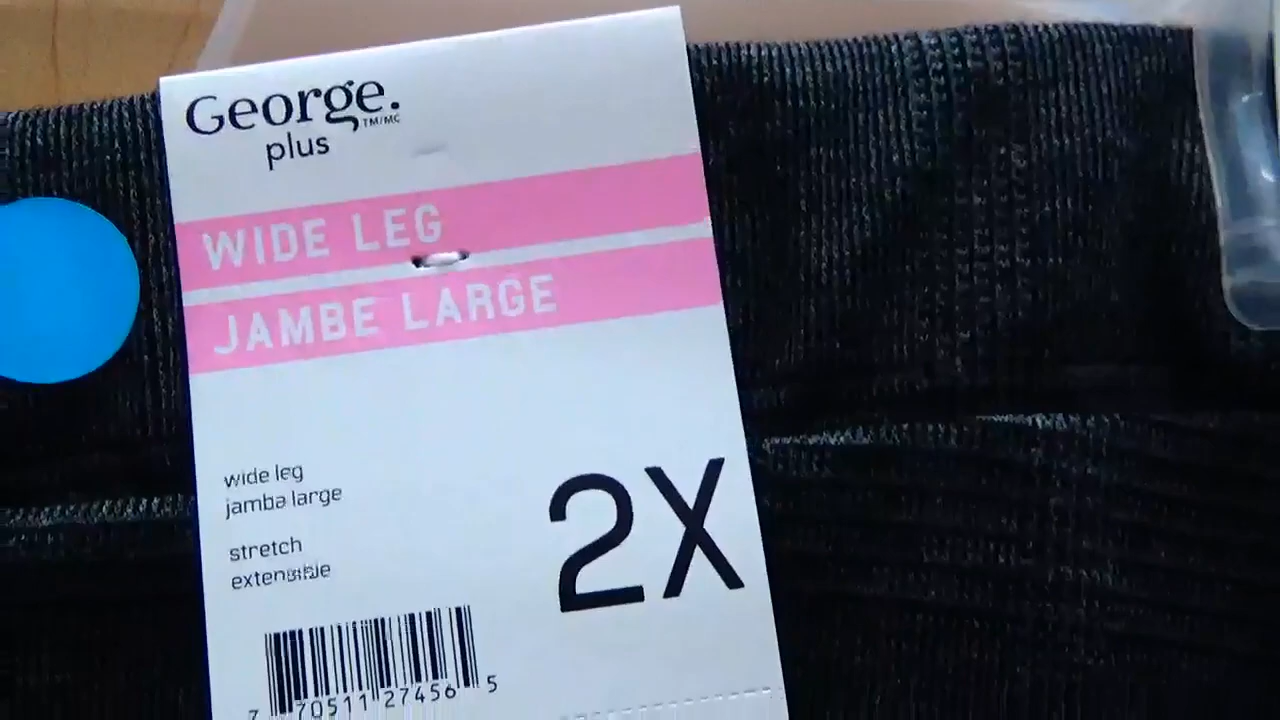 George.
TM/MC
plus
WIDE LEG
JAMBE LARGE
wide leg
jamba large
stretch
extensible
2X
7 70511 27456 5